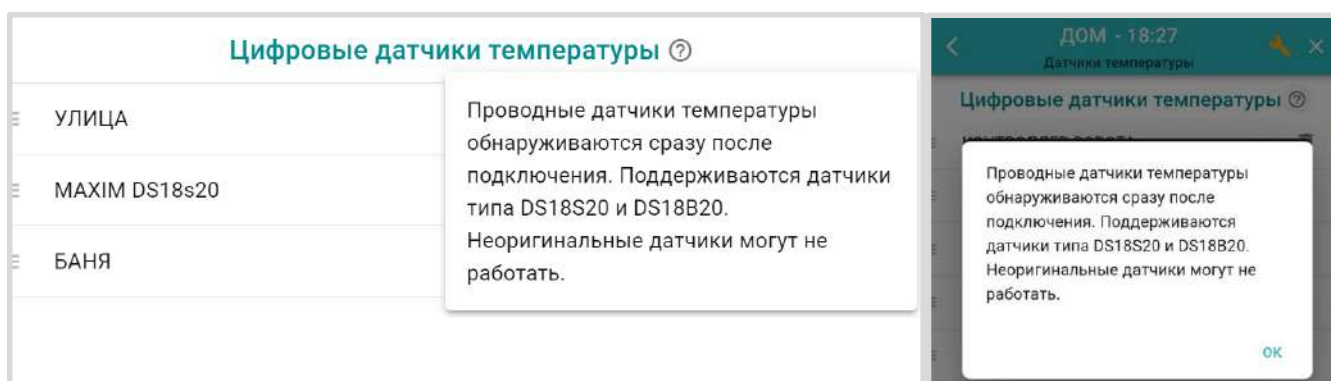 Цифровые датчики температуры ?
УЛИЦА
MAXIM DS18s20
БАНЯ
Проводные датчики температуры
обнаруживаются сразу после
подключения. Поддерживаются датчики
типа DS18S20 и DS18B20.
Неоригинальные датчики могут не
работать.
ДОМ - 18:27
Датчики температуры
Цифровые датчики температуры ?
Проводные датчики температуры
обнаруживаются сразу после
подключения. Поддерживаются
датчики типа DS18S20 и DS18B20.
Неоригинальные датчики могут не
работать.
ОК